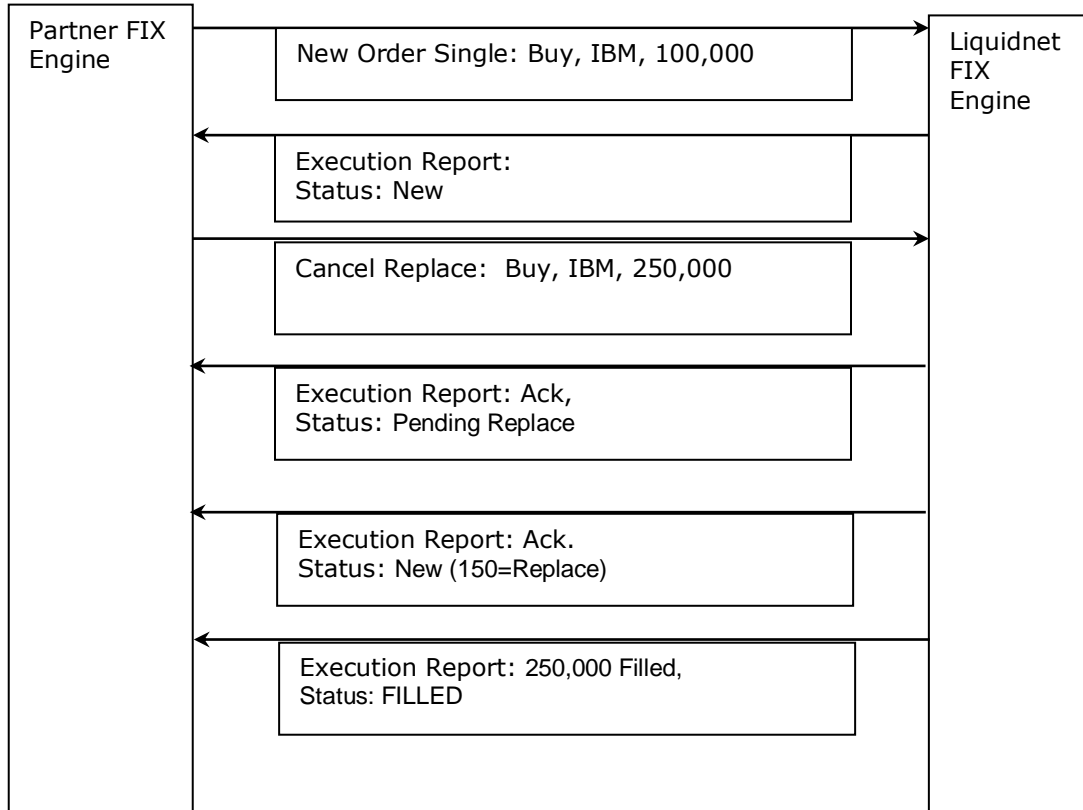 Partner FIX
Engine
Liquidnet
FIX
Engine
New Order Single: Buy, IBM, 100,000
Execution Report:
Status: New
Cancel Replace:  Buy, IBM, 250,000
Execution Report: Ack,
Status: Pending Replace
Execution Report: Ack.
Status: New (150=Replace)
Execution Report: 250,000 Filled,
Status: FILLED